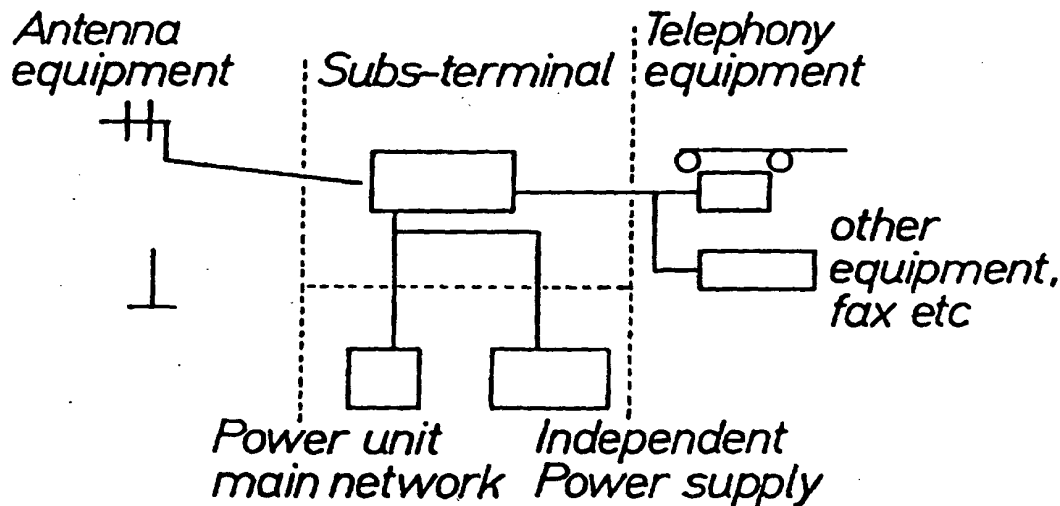 Antenna
equipment
Subs-terminal
Telephony
equipment
other
equipment,
fax etc
Power unit
main network
Independent
Power supply